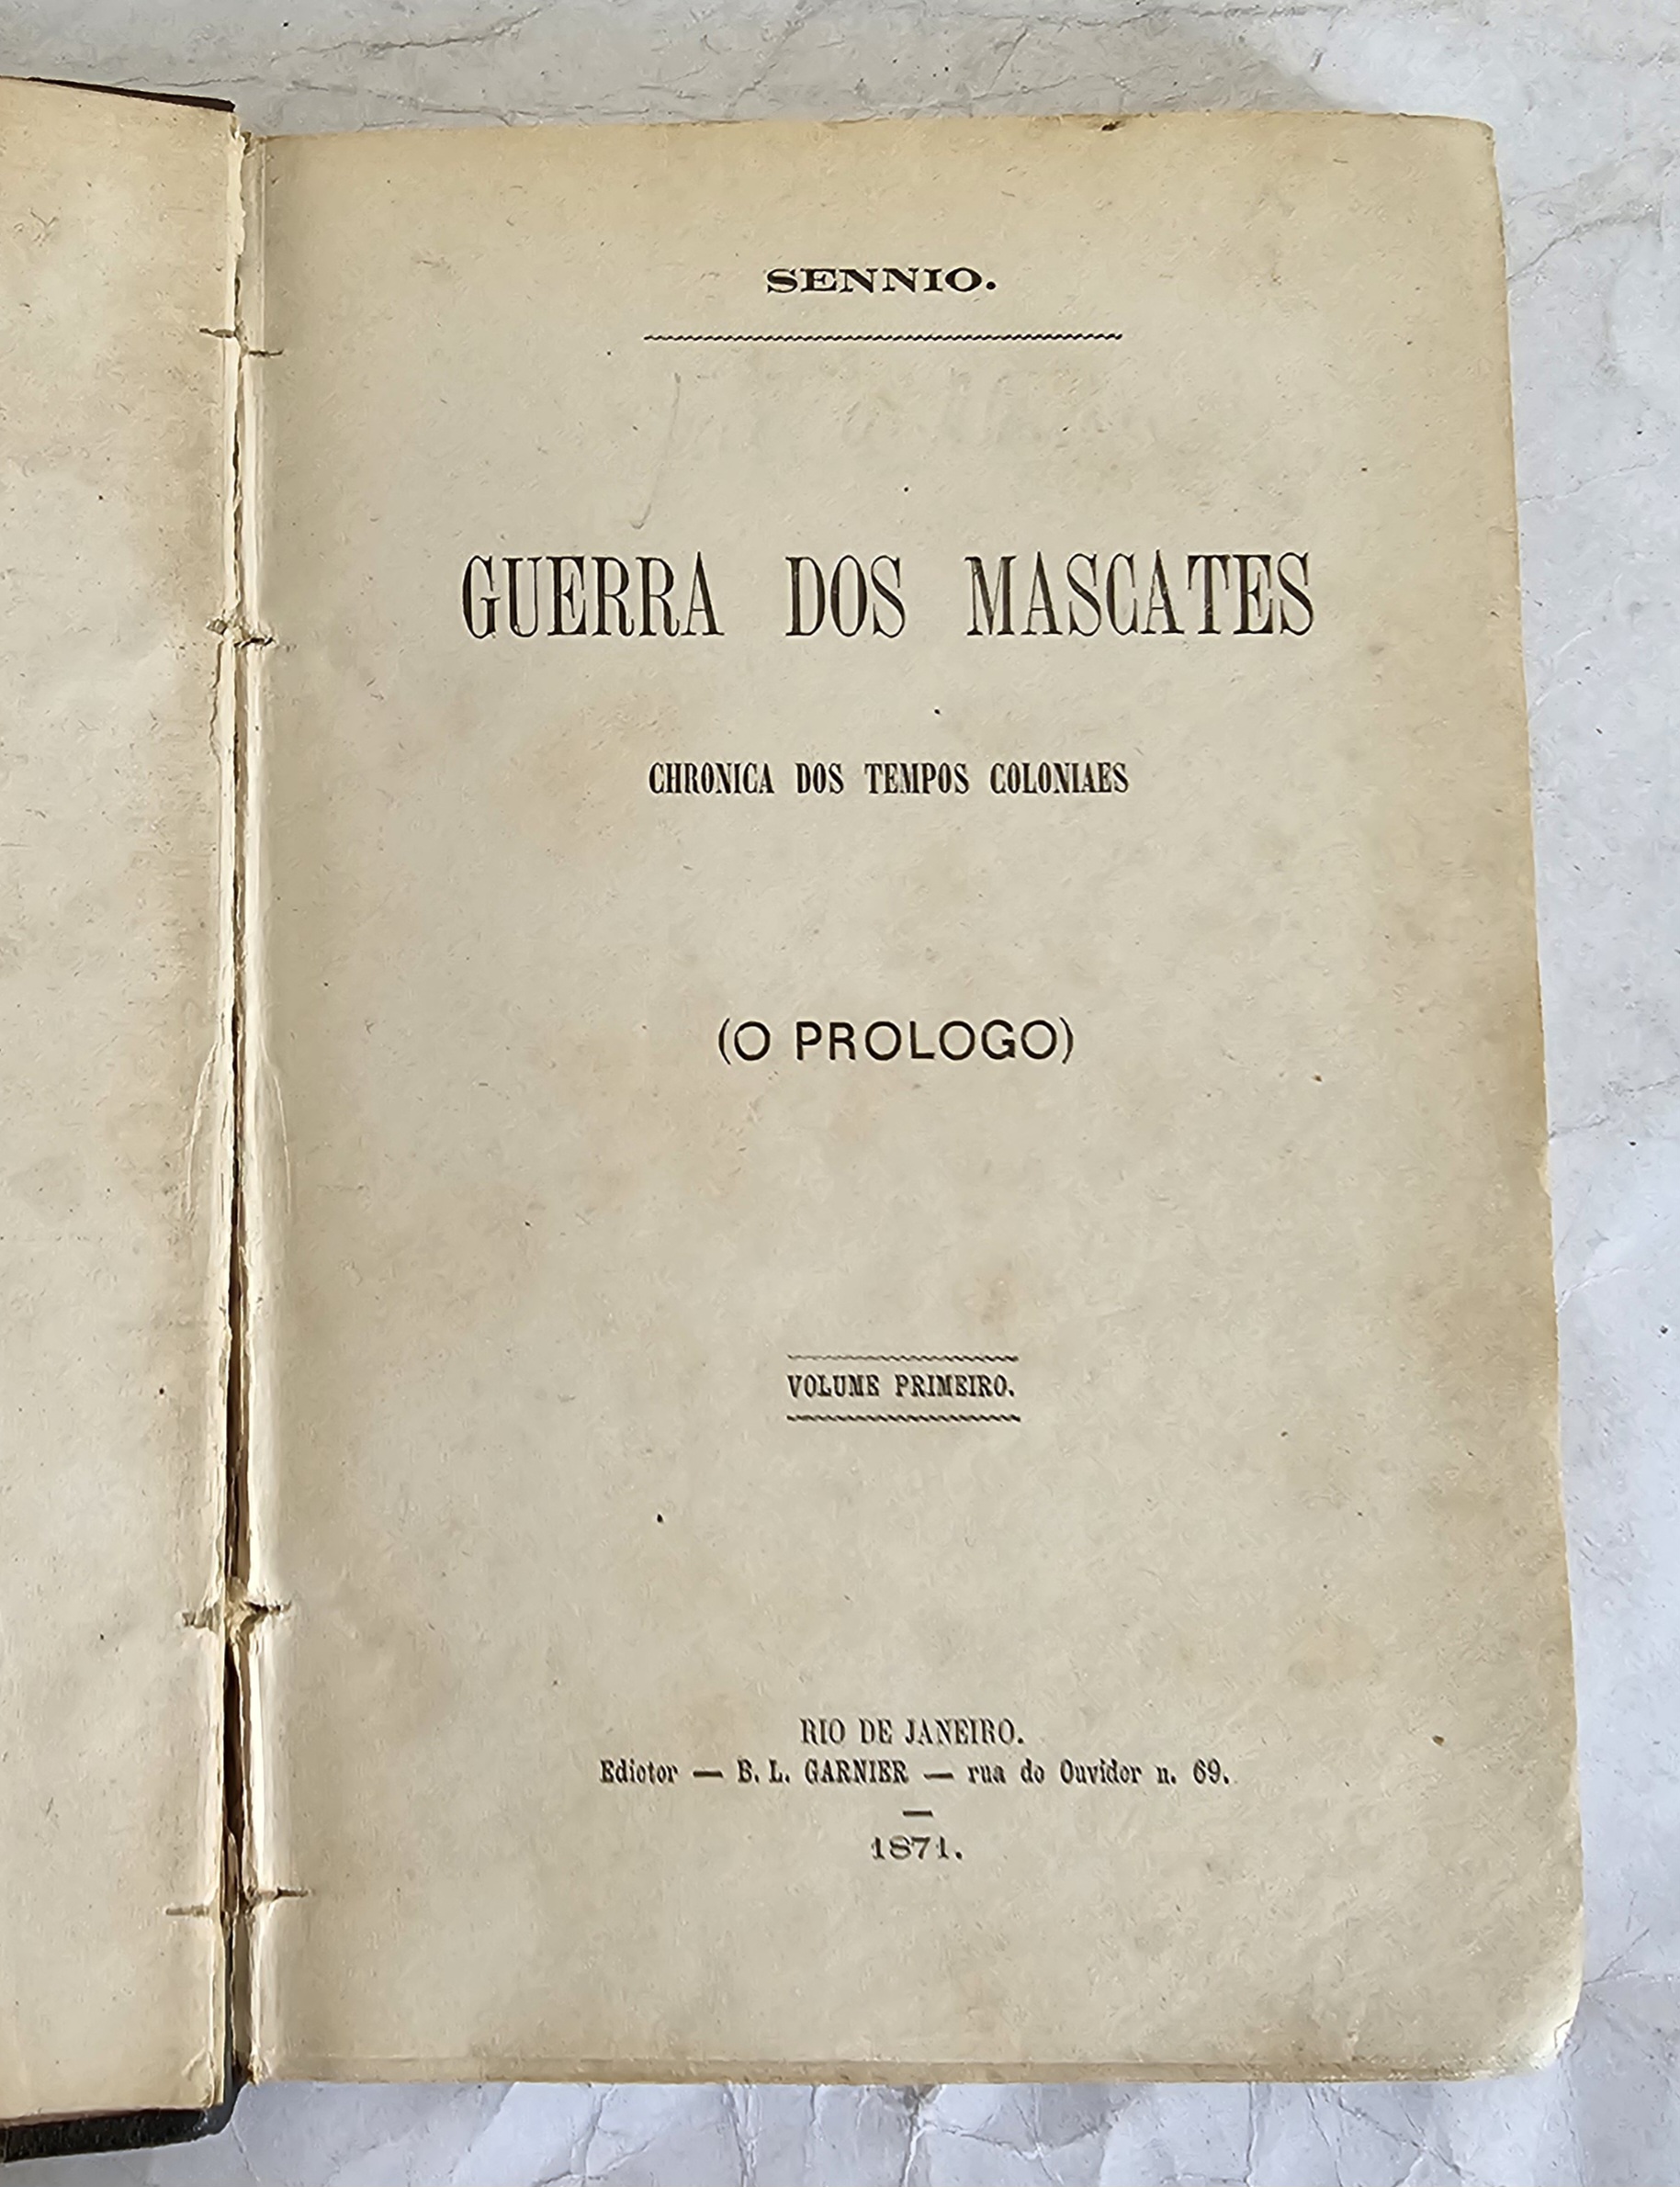 SENNIO.
GUERRA DOS MASCATES
CHRONICA DOS TEMPOS COLONIAES
(O PROLOGO)
VOLUME PRIMEIRO.
RIO DE JANEIRO.
Edictor — B. L. GARNIER — rua do Ouvidor n. 69.
1871.